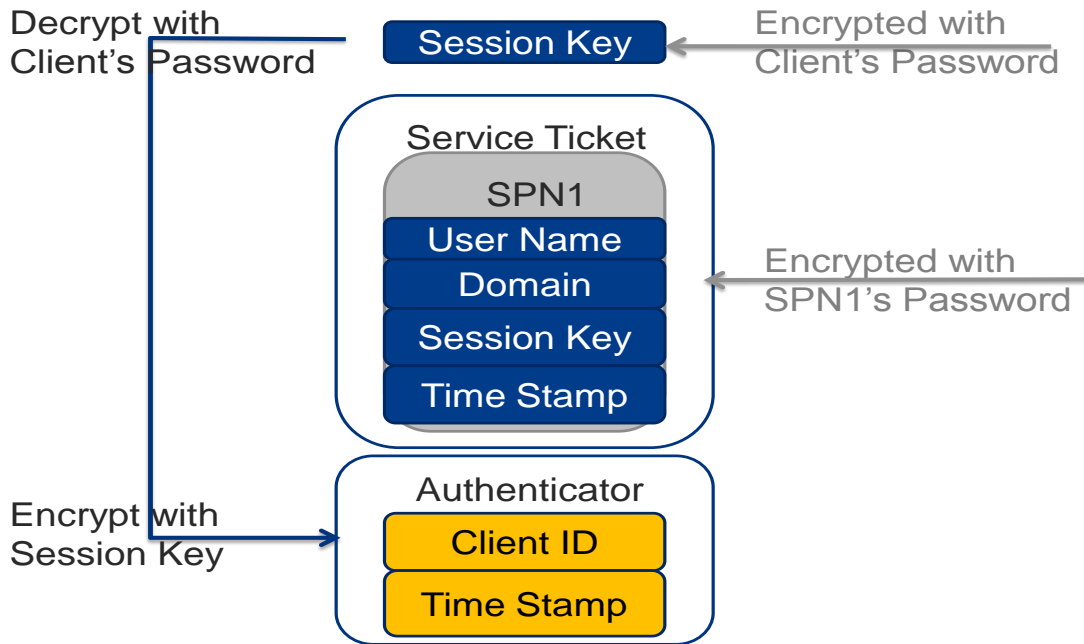 Decrypt with
Client's Password
Session Key
Encrypted with
Client's Password
Service Ticket
SPN1
User Name
Domain
Session Key
Time Stamp
Encrypted with
SPN1's Password
Authenticator
Client ID
Time Stamp
Encrypt with
Session Key